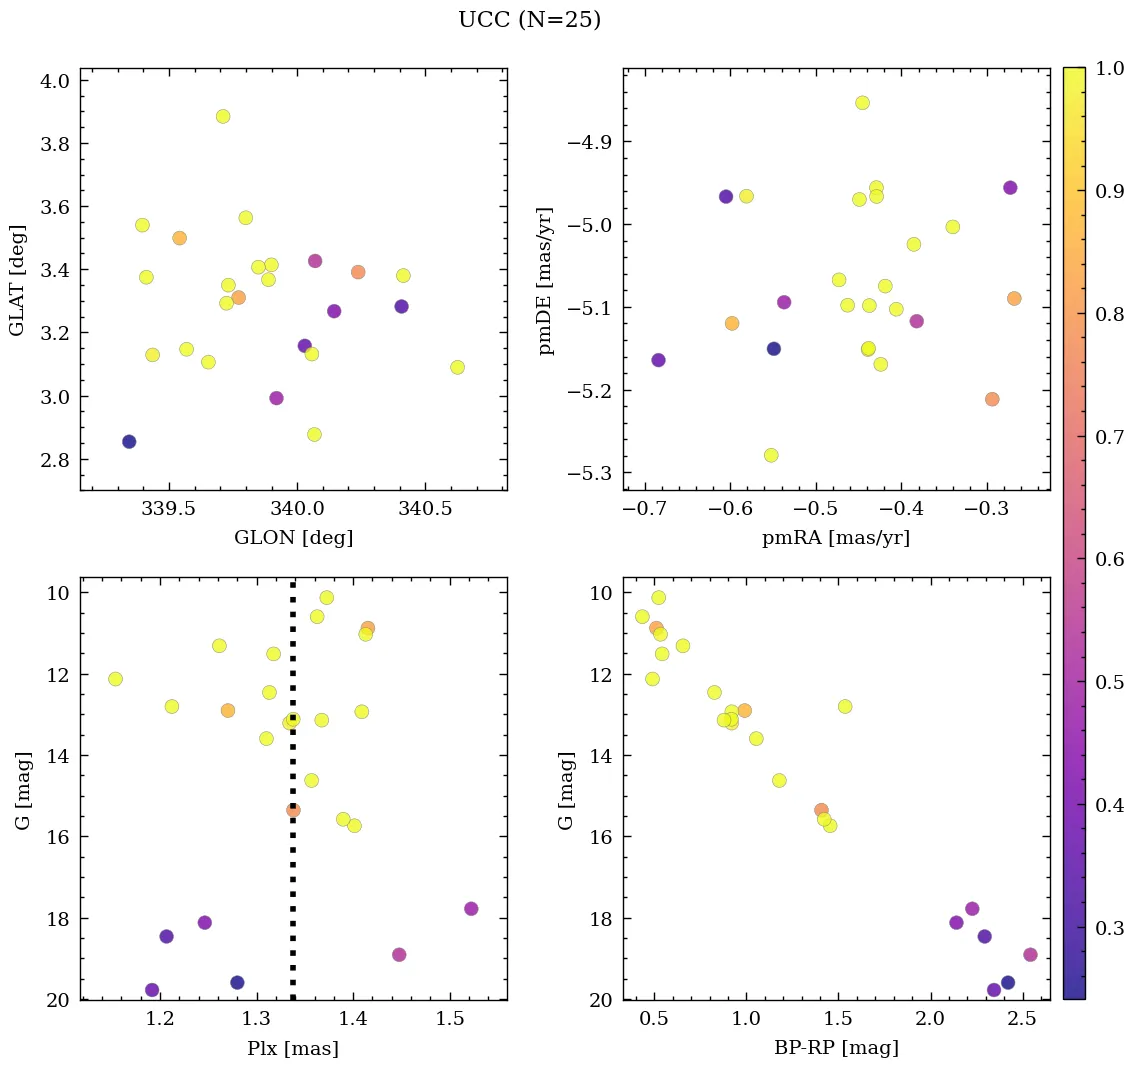 UCC (N=25)
4.0
3.8
3.6
3.4
3.2
3.0
2.8
GLAT [deg]
339.5 340.0 340.5
GLON [deg]
−4.9
−5.0
−5.1
−5.2
−5.3
pmDE [mas/yr]
−0.7 −0.6 −0.5 −0.4 −0.3
pmRA [mas/yr]
10
12
14
16
18
20
G [mag]
1.2 1.3 1.4 1.5
Plx [mas]
10
12
14
16
18
20
G [mag]
0.5 1.0 1.5 2.0 2.5
BP-RP [mag]
1.0
0.9
0.8
0.7
0.6
0.5
0.4
0.3